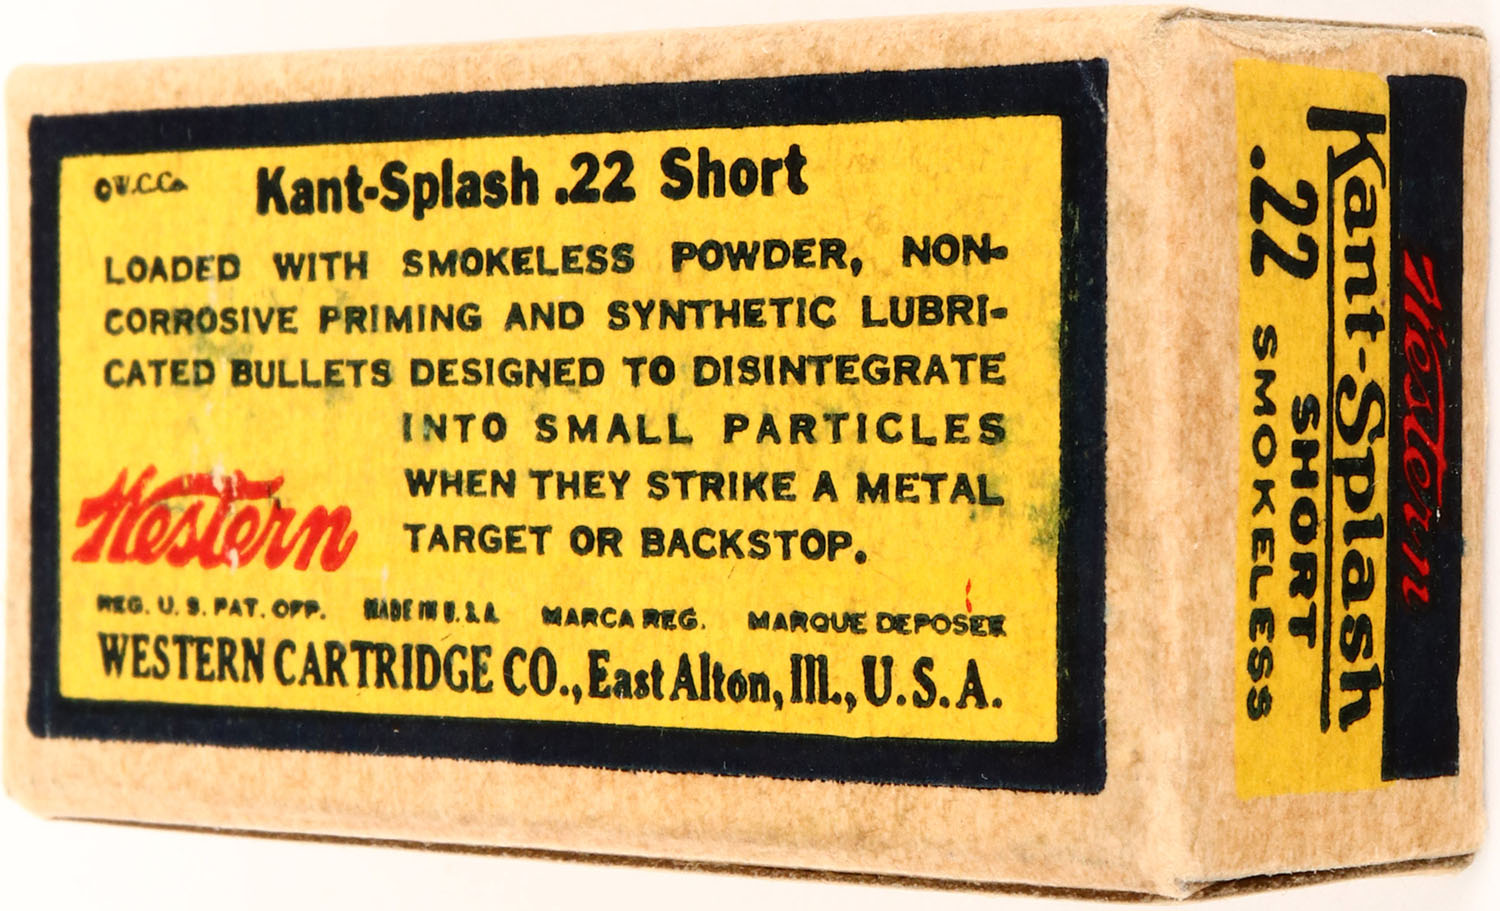 © W.C.Co.
Kant-Splash .22 Short
LOADED WITH SMOKELESS POWDER, NON-
CORROSIVE PRIMING AND SYNTHETIC LUBRI-
CATED BULLETS DESIGNED TO DISINTEGRATE
INTO SMALL PARTICLES
WHEN THEY STRIKE A METAL
TARGET OR BACKSTOP.
Western
REG. U. S. PAT. OFF. MADE IN U.S.A. MARCA REG. MARQUE DEPOSEE
WESTERN CARTRIDGE CO., East Alton, Ill., U.S.A.
Western
Kant-Splash
.22 SHORT
SMOKELESS